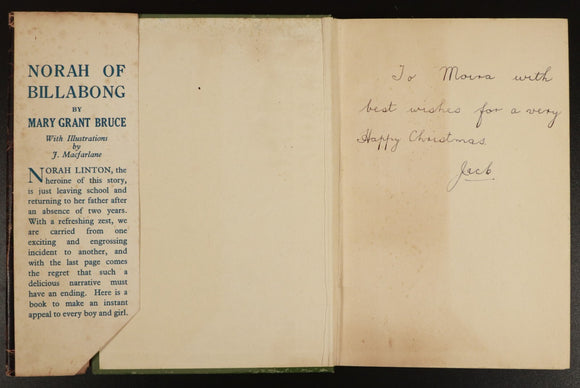 NORAH OF
BILLABONG
BY
MARY GRANT BRUCE
With Illustrations
by
J. Macfarlane
NORAH LINTON, the
heroine of this story,
is just leaving school and
returning to her father after
an absence of two years.
With a refreshing zest, we
are carried from one
exciting and engrossing
incident to another, and
with the last page comes
the regret that such a
delicious narrative must
have an ending. Here is a
book to make an instant
appeal to every boy and girl.
To Moira with
best wishes for a very
Happy Christmas.
Jack.